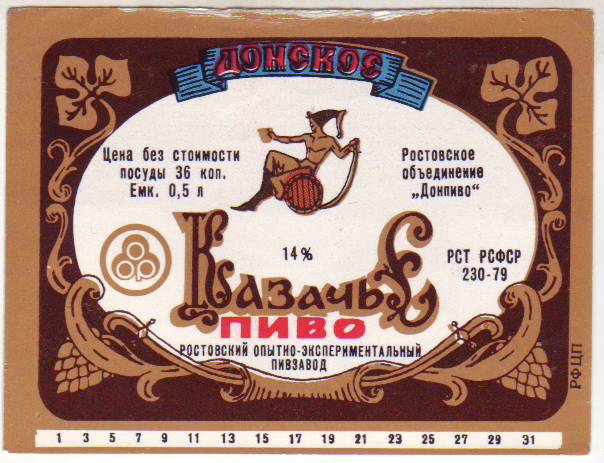 ДОНСКОЕ
Цена без стоимости
посуды 36 коп.
Емк. 0,5 л
Ростовское
объединение
„Донпиво“
14%
РСТ РСФСР
230-79
КазачьЕ
ПИВО
РОСТОВСКИЙ ОПЫТНО-ЭКСПЕРИМЕНТАЛЬНЫЙ
ПИВЗАВОД
РФ ЦП
1 3 5 7 9 11 13 15 17 19 21 23 25 27 29 31